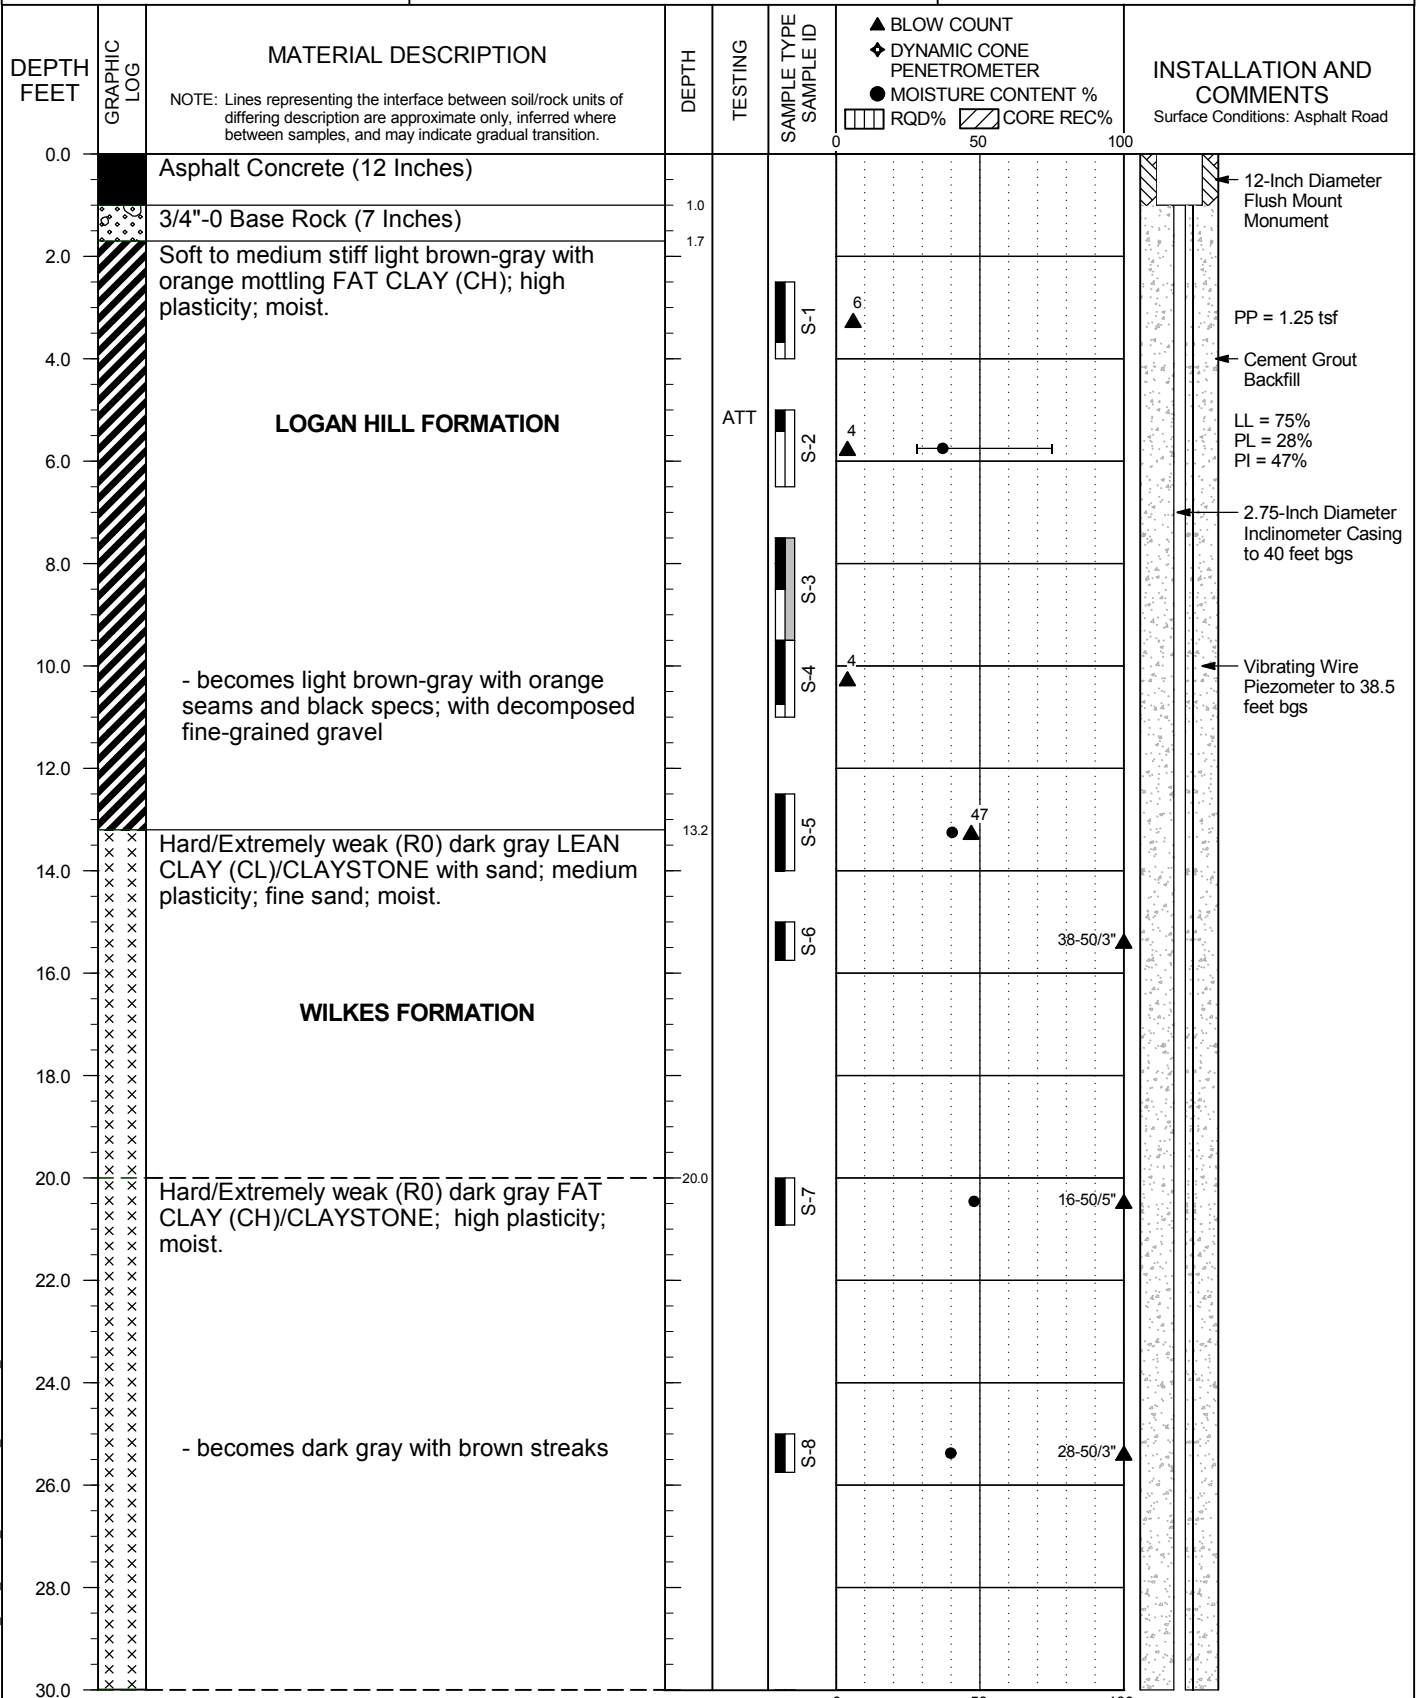 DEPTH
FEET
GRAPHIC
LOG
MATERIAL DESCRIPTION
NOTE: Lines representing the interface between soil/rock units of
differing description are approximate only, inferred where
between samples, and may indicate gradual transition.
DEPTH
TESTING
SAMPLE TYPE
SAMPLE ID
BLOW COUNT
DYNAMIC CONE
PENETROMETER
MOISTURE CONTENT %
RQD% CORE REC%
0 50 100
INSTALLATION AND
COMMENTS
Surface Conditions: Asphalt Road
0.0
Asphalt Concrete (12 Inches)
12-Inch Diameter
Flush Mount
Monument
1.0
3/4"-0 Base Rock (7 Inches)
1.7
2.0
Soft to medium stiff light brown-gray with
orange mottling FAT CLAY (CH); high
plasticity; moist.
S-1
6
PP = 1.25 tsf
4.0
Cement Grout
Backfill
LOGAN HILL FORMATION
ATT
S-2
4
LL = 75%
PL = 28%
PI = 47%
6.0
2.75-Inch Diameter
Inclinometer Casing
to 40 feet bgs
8.0
S-3
10.0
- becomes light brown-gray with orange
seams and black specs; with decomposed
fine-grained gravel
S-4
4
Vibrating Wire
Piezometer to 38.5
feet bgs
12.0
S-5
47
13.2
Hard/Extremely weak (R0) dark gray LEAN
CLAY (CL)/CLAYSTONE with sand; medium
plasticity; fine sand; moist.
14.0
S-6
38-50/3"
16.0
WILKES FORMATION
18.0
20.0
20.0
Hard/Extremely weak (R0) dark gray FAT
CLAY (CH)/CLAYSTONE; high plasticity;
moist.
S-7
16-50/5"
22.0
24.0
- becomes dark gray with brown streaks
S-8
28-50/3"
26.0
28.0
30.0
0 50 100